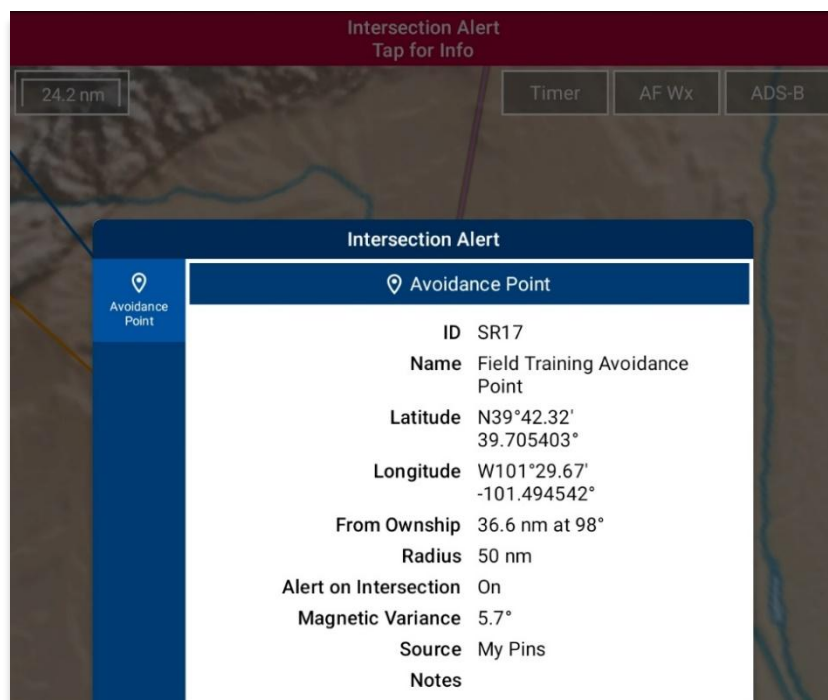 Intersection Alert
Tap for Info
24.2 nm
Timer
AF Wx
ADS-B
Intersection Alert
Avoidance
Point
Avoidance Point
ID SR17
Name Field Training Avoidance
Point
Latitude N39°42.32'
39.705403°
Longitude W101°29.67'
-101.494542°
From Ownship 36.6 nm at 98°
Radius 50 nm
Alert on Intersection On
Magnetic Variance 5.7°
Source My Pins
Notes